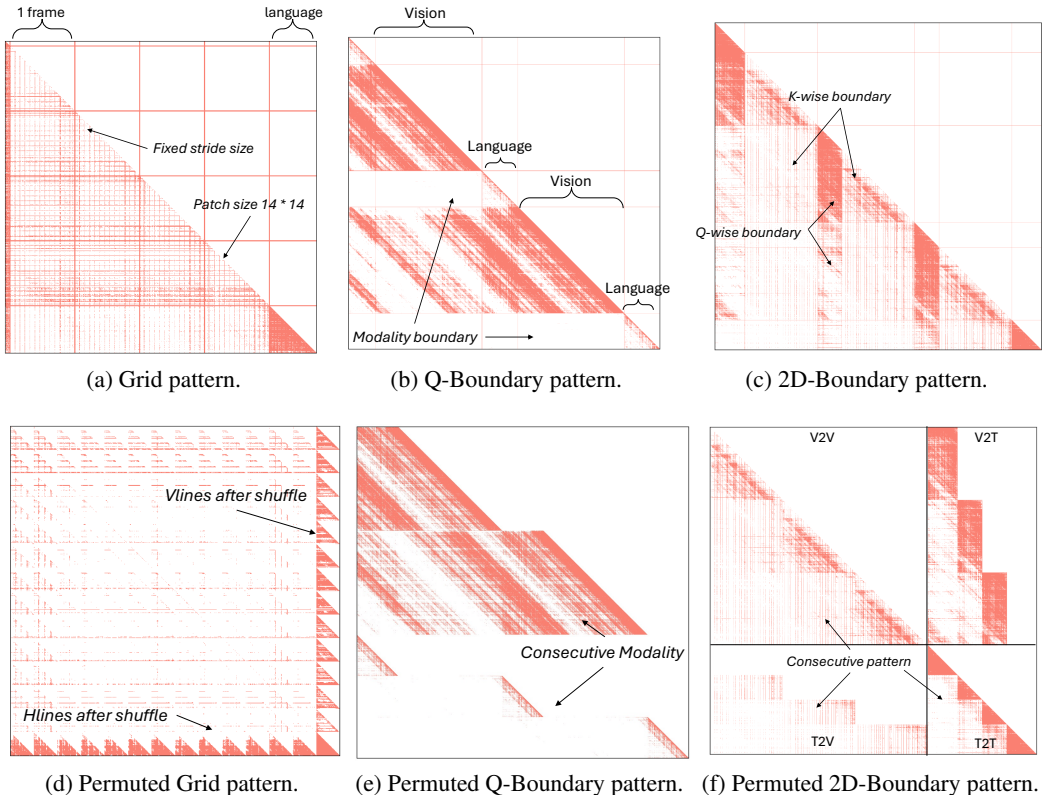 1 frame
language
Fixed stride size
Patch size 14 * 14
(a) Grid pattern.
Vision
Language
Vision
Language
Modality boundary
(b) Q-Boundary pattern.
K-wise boundary
Q-wise boundary
(c) 2D-Boundary pattern.
Vlines after shuffle
Hlines after shuffle
(d) Permuted Grid pattern.
Consecutive Modality
(e) Permuted Q-Boundary pattern.
V2V
V2T
Consecutive pattern
T2V
T2T
(f) Permuted 2D-Boundary pattern.